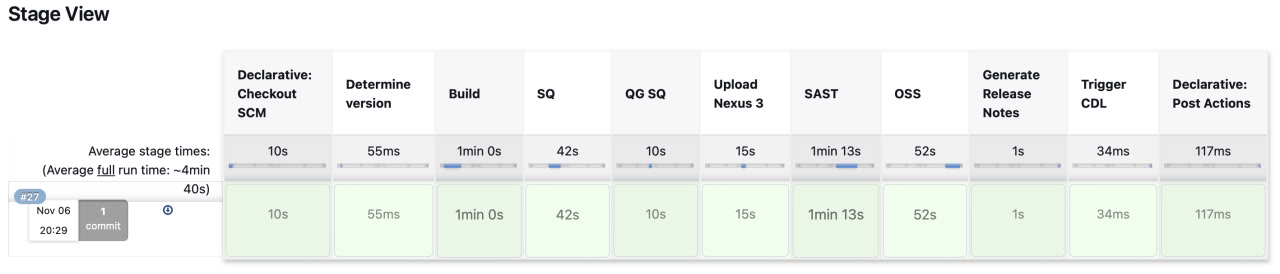 Stage View
Declarative:
Checkout
SCM
Determine
version
Build
SQ
QG SQ
Upload
Nexus 3
SAST
OSS
Generate
Release
Notes
Trigger
CDL
Declarative:
Post Actions
Average stage times:
(Average full run time: ~4min
40s)
10s
55ms
1min 0s
42s
10s
15s
1min 13s
52s
1s
34ms
117ms
#27
Nov 06
20:29
1
commit
10s
55ms
1min 0s
42s
10s
15s
1min 13s
52s
1s
34ms
117ms